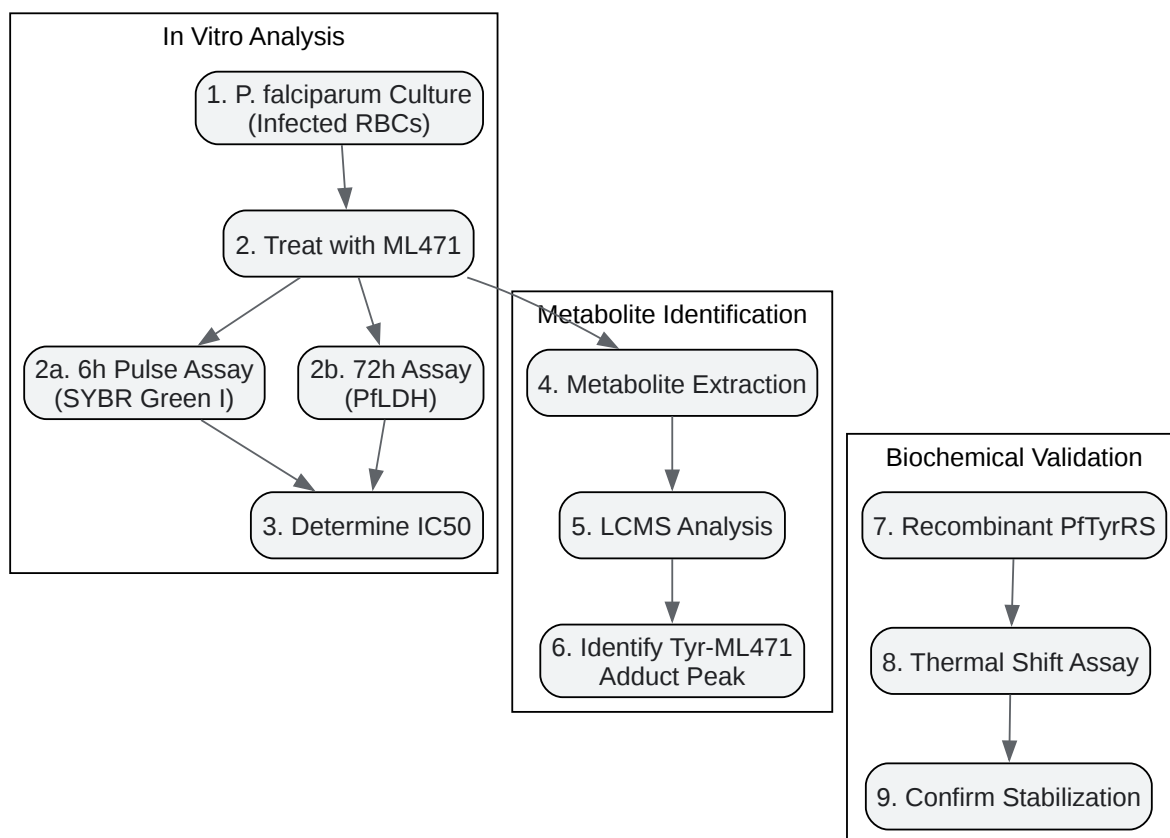 In Vitro Analysis
1. P. falciparum Culture
(Infected RBCs)
2. Treat with ML471
2a. 6h Pulse Assay
(SYBR Green I)
2b. 72h Assay
(PfLDH)
3. Determine IC50
Metabolite Identification
4. Metabolite Extraction
5. LCMS Analysis
6. Identify Tyr-ML471
Adduct Peak
Biochemical Validation
7. Recombinant PfTyrRS
8. Thermal Shift Assay
9. Confirm Stabilization